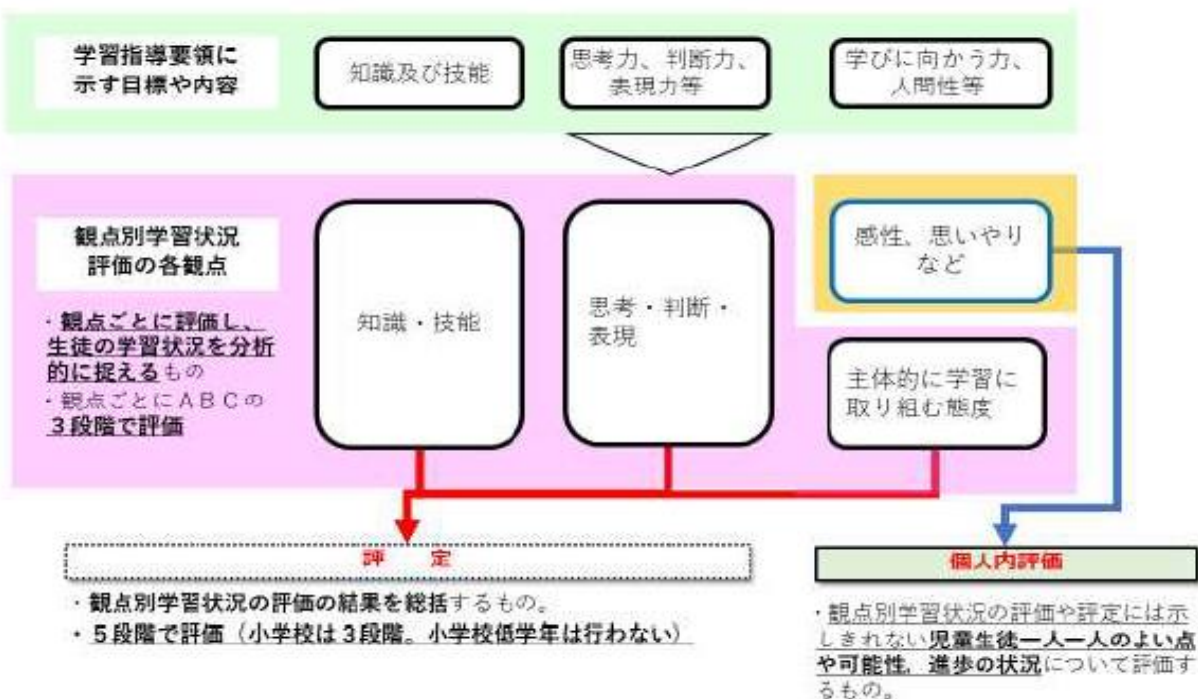 学習指導要領に
示す目標や内容
知識及び技能
思考力、判断力、
表現力等
学びに向かう力、
人間性等
観点別学習状況
評価の各観点
・観点ごとに評価し、
生徒の学習状況を分析
的に捉えるもの
・観点ごとにＡＢＣの
３段階で評価
知識・技能
思考・判断・
表現
感性、思いやり
など
主体的に学習に
取り組む態度
評　定
・観点別学習状況の評価の結果を総括するもの。
・５段階で評価（小学校は３段階。小学校低学年は行わない）
個人内評価
・観点別学習状況の評価や評定には示
しきれない児童生徒一人一人のよい点
や可能性、進歩の状況について評価す
るもの。